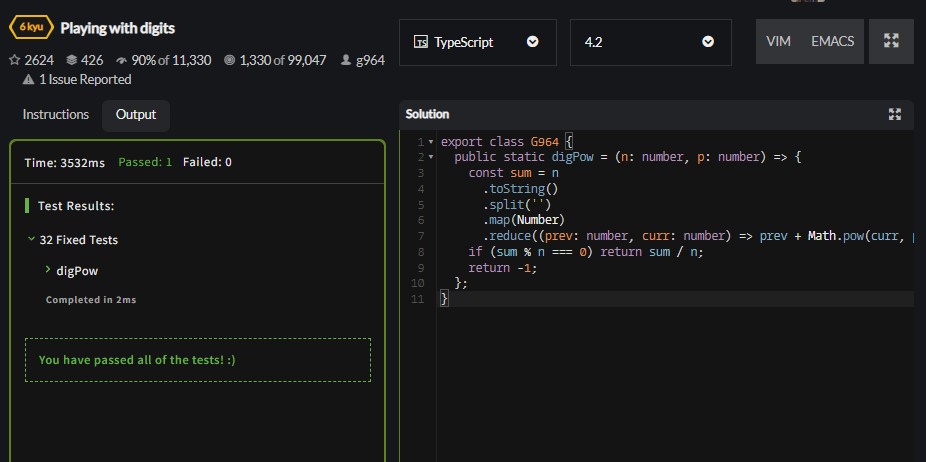 6 kyu Playing with digits
2624 426 90% of 11,330 1,330 of 99,047 g964
1 Issue Reported
TS TypeScript
4.2
VIM EMACS
Instructions Output
Time: 3532ms Passed: 1 Failed: 0
Test Results:
32 Fixed Tests
digPow
Completed in 2ms
You have passed all of the tests! :)
Solution
1 export class G964 {
2 public static digPow = (n: number, p: number) => {
3 const sum = n
4 .toString()
5 .split('')
6 .map(Number)
7 .reduce((prev: number, curr: number) => prev + Math.pow(curr,
8 if (sum % n === 0) return sum / n;
9 return -1;
10 };
11 }